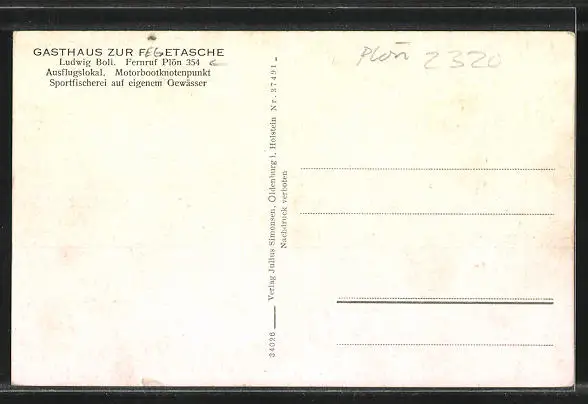 GASTHAUS ZUR FEGETASCHE
Ludwig Boll. Fernruf Plön 354
Ausflugslokal, Motorbootknotenpunkt
Sportfischerei auf eigenem Gewässer
Plön 2320
34026 Verlag Julius Simonsen, Oldenburg i. Holstein Nr. 37491
Nachdruck verboten